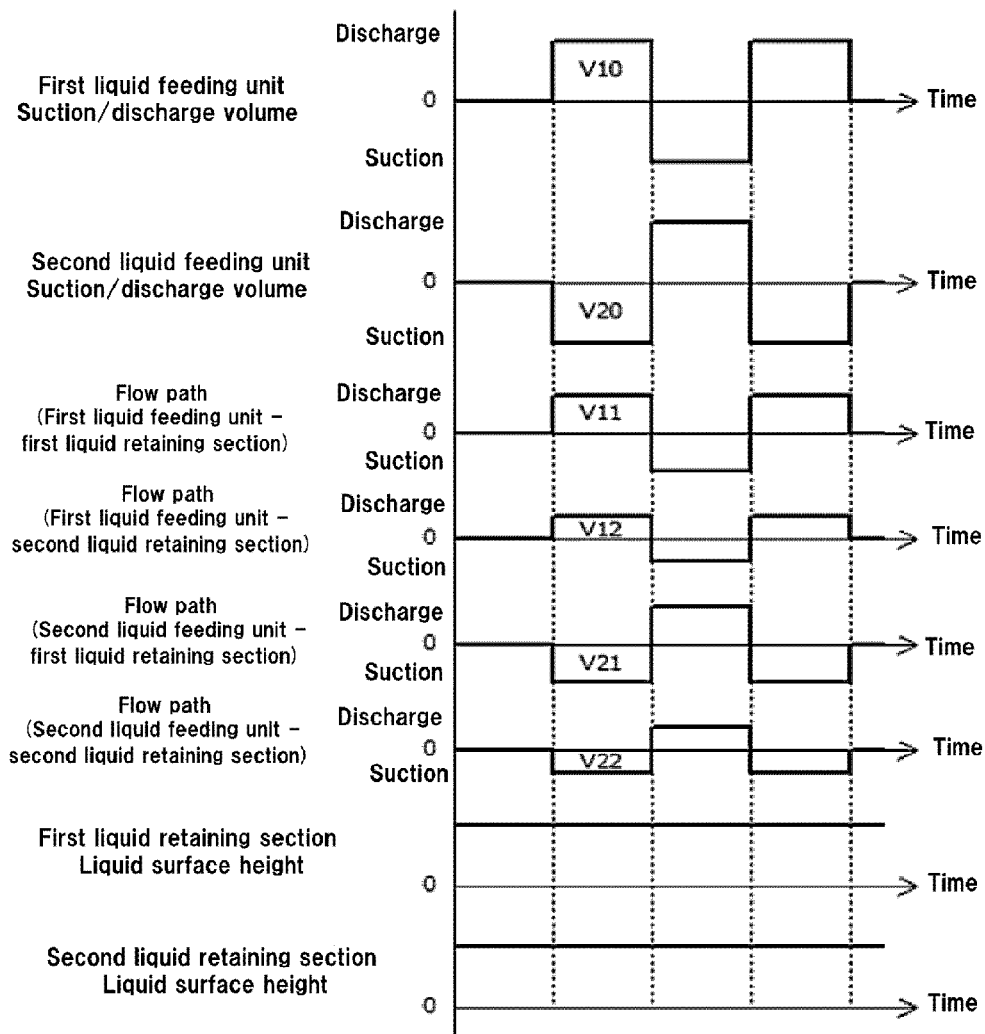 Discharge
First liquid feeding unit
Suction/discharge volume
V10
0
Time
Suction
Discharge
Second liquid feeding unit
Suction/discharge volume
0
Time
V20
Suction
Flow path
(First liquid feeding unit –
first liquid retaining section)
Discharge
V11
0
Time
Suction
Flow path
(First liquid feeding unit –
second liquid retaining section)
Discharge
V12
0
Time
Suction
Flow path
(Second liquid feeding unit –
first liquid retaining section)
Discharge
0
Time
V21
Suction
Flow path
(Second liquid feeding unit –
second liquid retaining section)
Discharge
0
Time
V22
Suction
First liquid retaining section
Liquid surface height
0
Time
Second liquid retaining section
Liquid surface height
0
Time